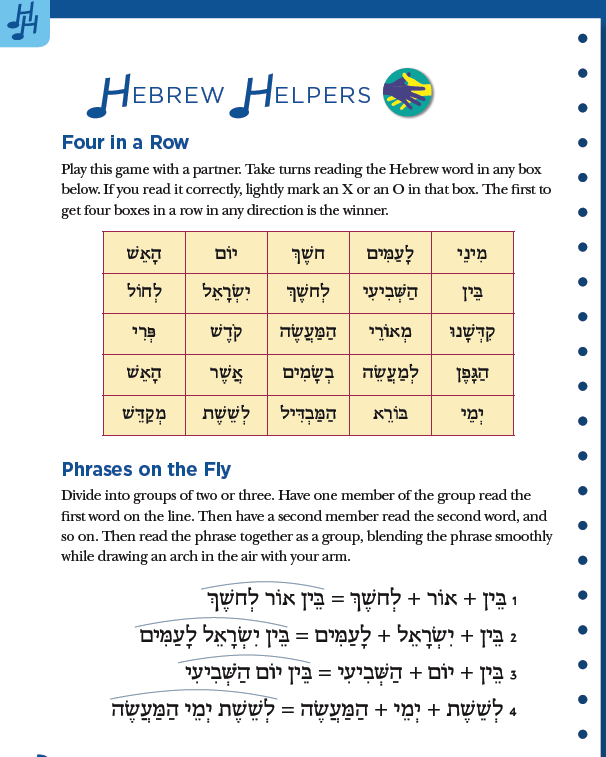 HH
HEBREW HELPERS
Four in a Row
Play this game with a partner. Take turns reading the Hebrew word in any box
below. If you read it correctly, lightly mark an X or an O in that box. The first to
get four boxes in a row in any direction is the winner.
מִינֵי לָעַמִּים חשֶׁךְ יוֹם הָאֵשׁ
בֵּין הַשְּׁבִיעִי לְחשֶׁךְ יִשְׂרָאֵל לְחוֹל
קִדְּשָׁנוּ מְאוֹרֵי הַמַּעֲשֶׂה קֹדֶשׁ פְּרִי
הַגָּפֶן לְמַעֲשֵׂה בְשָׂמִים אֲשֶׁר הָאֵשׁ
יְמֵי בּוֹרֵא הַמַּבְדִּיל לְשֵׁשֶׁת מְקַדֵּשׁ
Phrases on the Fly
Divide into groups of two or three. Have one member of the group read the
first word on the line. Then have a second member read the second word, and
so on. Then read the phrase together as a group, blending the phrase smoothly
while drawing an arch in the air with your arm.
1 בֵּין + אוֹר + לְחשֶׁךְ = בֵּין אוֹר לְחשֶׁךְ
2 בֵּין + יִשְׂרָאֵל + לָעַמִּים = בֵּין יִשְׂרָאֵל לָעַמִּים
3 בֵּין + יוֹם + הַשְּׁבִיעִי = בֵּין יוֹם הַשְּׁבִיעִי
4 לְשֵׁשֶׁת + יְמֵי + הַמַּעֲשֶׂה = לְשֵׁשֶׁת יְמֵי הַמַּעֲשֶׂה